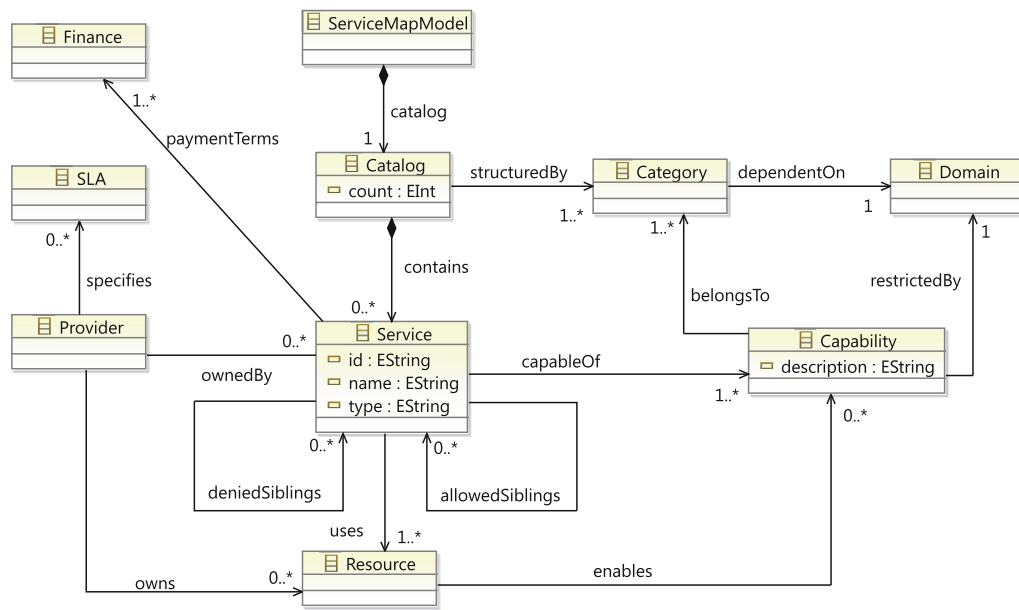 ServiceMapModel
Finance
catalog
1..*
1
paymentTerms
Catalog
count : EInt
structuredBy
Category
dependentOn
Domain
SLA
1..*
1
0..*
1..*
1
contains
specifies
belongsTo
restrictedBy
0..*
Provider
Service
0..*
id : EString
name : EString
type : EString
ownedBy
capableOf
Capability
description : EString
1..*
0..*
0..*
0..*
deniedSiblings
allowedSiblings
uses
1..*
Resource
owns
0..*
enables